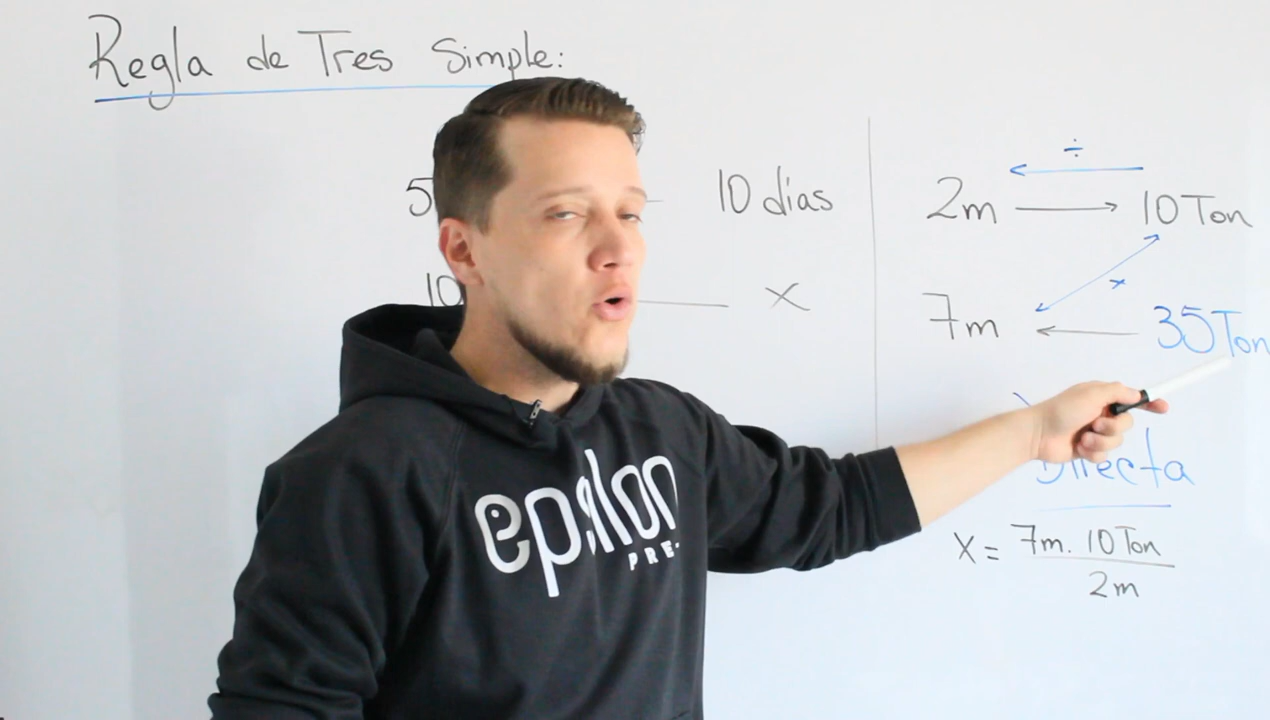 Regla de Tres Simple:
5 10 días
10 x
÷
2m 10 Ton
x
7m 35 Ton
Directa
X = 7m. 10 Ton
2m
epsilon
PRE-